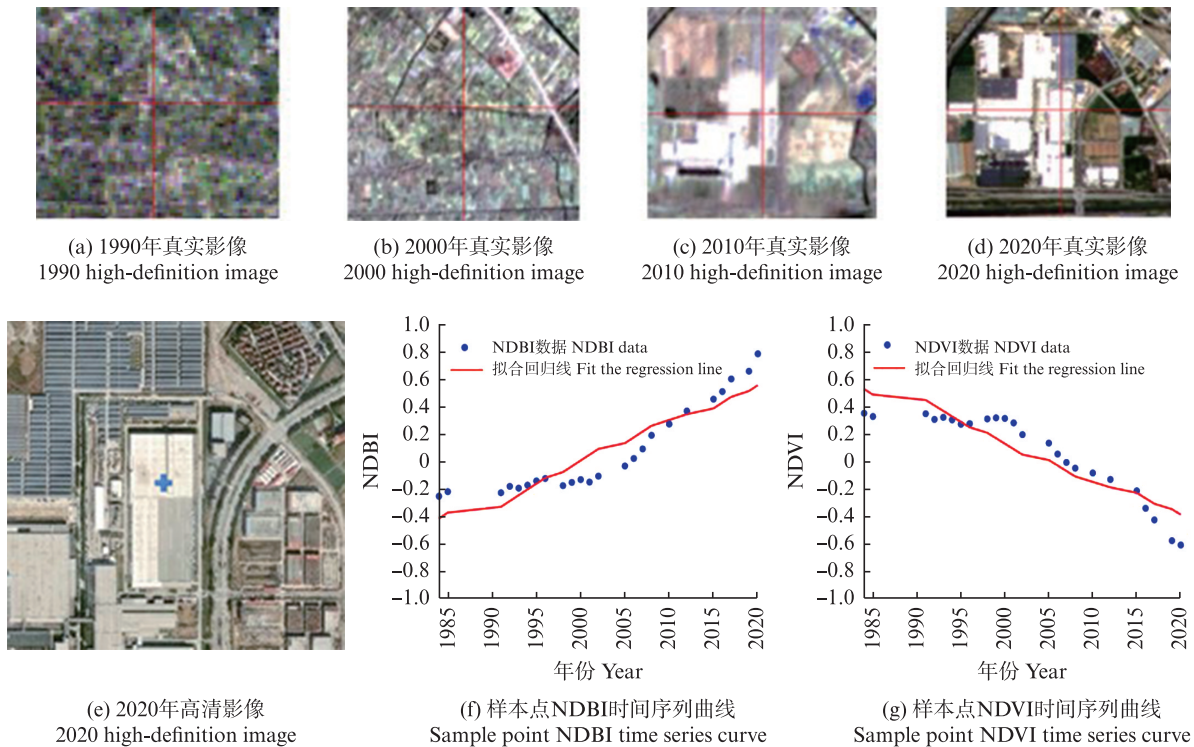 (a) 1990年真实影像
1990 high-definition image
(b) 2000年真实影像
2000 high-definition image
(c) 2010年真实影像
2010 high-definition image
(d) 2020年真实影像
2020 high-definition image
(e) 2020年高清影像
2020 high-definition image
1.0
0.8
0.6
0.4
0.2
0
−0.2
−0.4
−0.6
−0.8
−1.0
NDBI
NDBI数据 NDBI data
拟合回归线 Fit the regression line
1985
1990
1995
2000
2005
2010
2015
2020
年份 Year
(f) 样本点NDBI时间序列曲线
Sample point NDBI time series curve
1.0
0.8
0.6
0.4
0.2
0
−0.2
−0.4
−0.6
−0.8
−1.0
NDVI
NDVI数据 NDVI data
拟合回归线 Fit the regression line
1985
1990
1995
2000
2005
2010
2015
2020
年份 Year
(g) 样本点NDVI时间序列曲线
Sample point NDVI time series curve